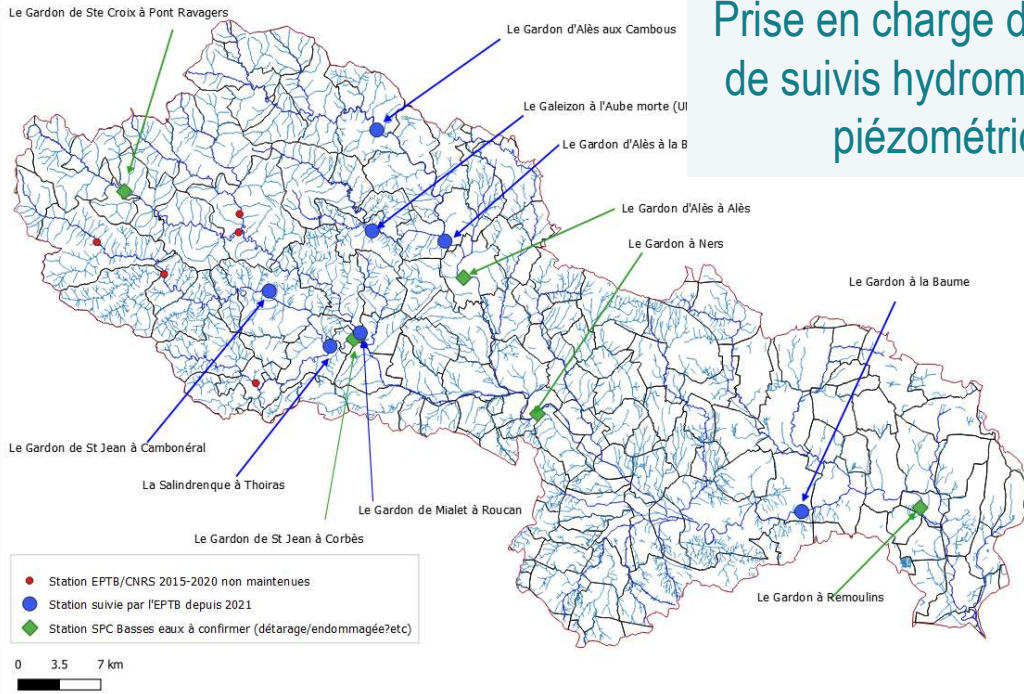 Le Gardon de Ste Croix à Pont Ravagers
Le Gardon d'Alès aux Cambous
Prise en charge
de suivis
Le Galeizon à l'Aube morte
Le Gardon d'Alès à la
Le Gardon d'Alès à Alès
Le Gardon à Ners
Le Gardon à la Baume
Le Gardon de St Jean à Cambonéral
La Salindrenque à Thoiras
Le Gardon de Mialet à Roucan
Le Gardon de St Jean à Corbès
Le Gardon à Remoulins
Station EPTB/CNRS 2015-2020 non maintenues
Station suivie par l'EPTB depuis 2021
Station SPC Basses eaux à confirmer (détarage/endommagée?etc)
0 3.5 7 km